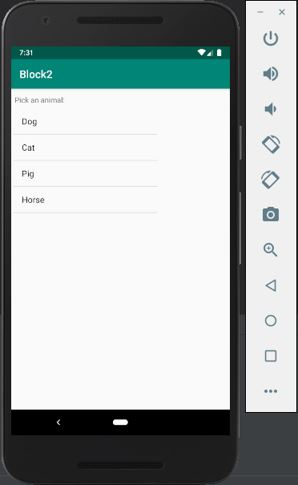 7:31
Block2
Pick an animal:
Dog
Cat
Pig
Horse